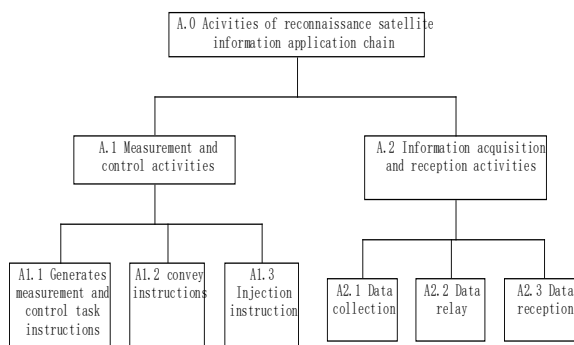 A.0 Acivities of reconnaissance satellite
information application chain
A.1 Measurement and
control activities
A.2 Information acquisition
and reception activities
A1.1 Generates
measurement and
control task
instructions
A1.2 convey
instructions
A1.3
Injection
instruction
A2.1 Data
collection
A2.2 Data
relay
A2.3 Data
reception